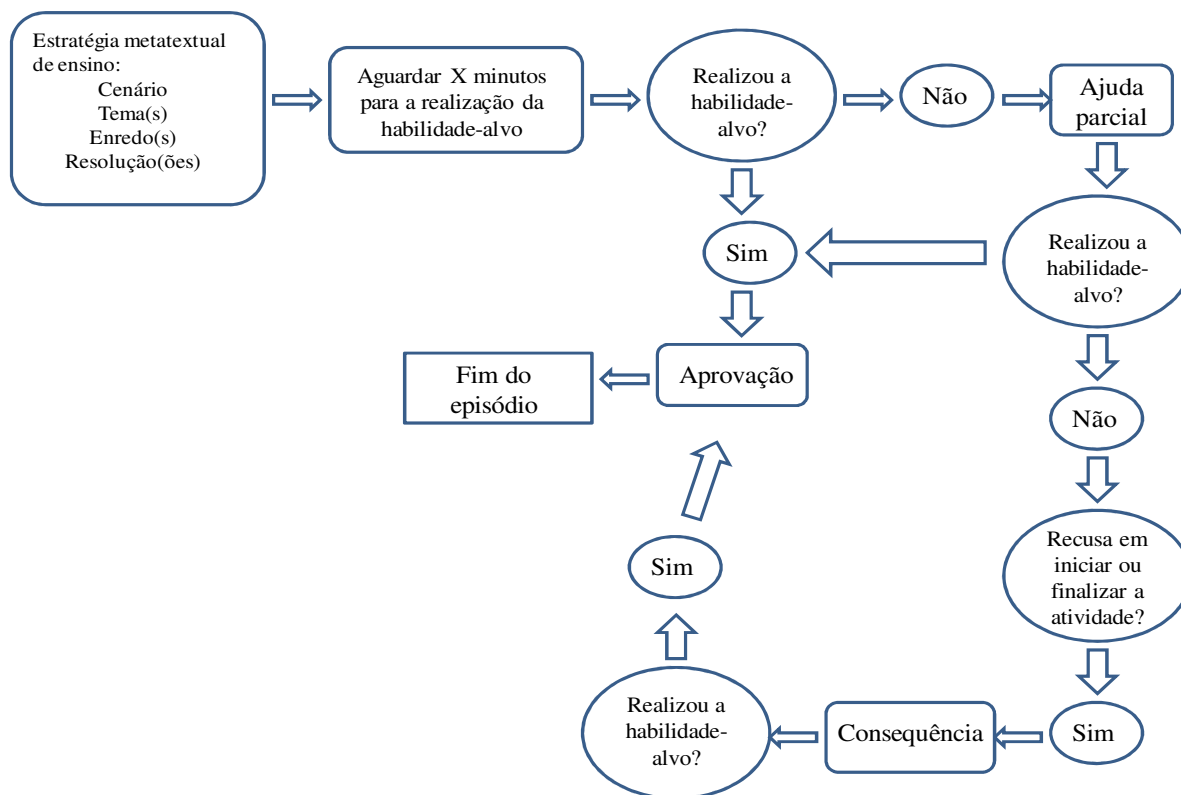 Estratégia metatextual
de ensino:
Cenário
Tema(s)
Enredo(s)
Resolução(ões)
Aguardar X minutos
para a realização da
habilidade-alvo
Realizou a
habilidade-
alvo?
Não
Ajuda
parcial
Sim
Realizou a
habilidade-
alvo?
Aprovação
Fim do
episódio
Não
Recusa em
iniciar ou
finalizar a
atividade?
Sim
Consequência
Realizou a
habilidade-
alvo?
Sim